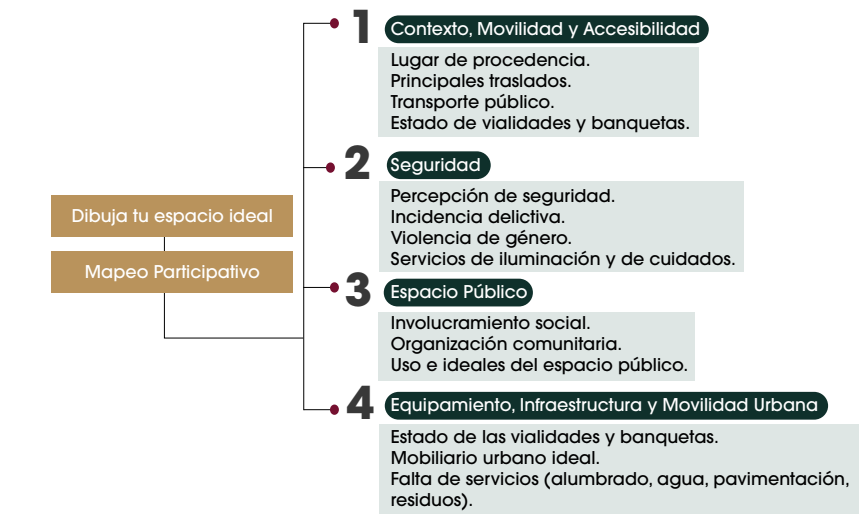 Dibuja tu espacio ideal
Mapeo Participativo
1 Contexto, Movilidad y Accesibilidad
Lugar de procedencia.
Principales traslados.
Transporte público.
Estado de vialidades y banquetas.
2 Seguridad
Percepción de seguridad.
Incidencia delictiva.
Violencia de género.
Servicios de iluminación y de cuidados.
3 Espacio Público
Involucramiento social.
Organización comunitaria.
Uso e ideales del espacio público.
4 Equipamiento, Infraestructura y Movilidad Urbana
Estado de las vialidades y banquetas.
Mobiliario urbano ideal.
Falta de servicios (alumbrado, agua, pavimentación,
residuos).